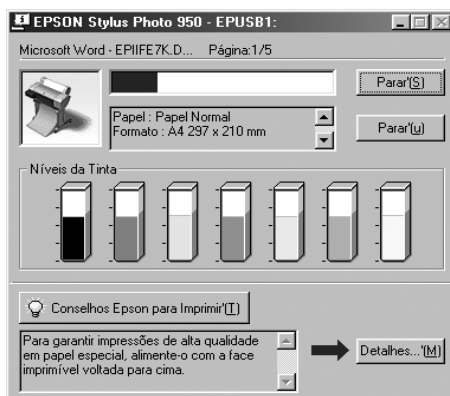 EPSON Stylus Photo 950 - EPUSB1:
Microsoft Word - EPIIFE7K.D... Página:1/5
Parar'(S)
Papel : Papel Normal
Formato : A4 297 x 210 mm
Parar'(u)
Níveis da Tinta
Conselhos Epson para Imprimir'(T)
Para garantir impressões de alta qualidade
em papel especial, alimente-o com a face
imprimível voltada para cima.
Detalhes...'(M)